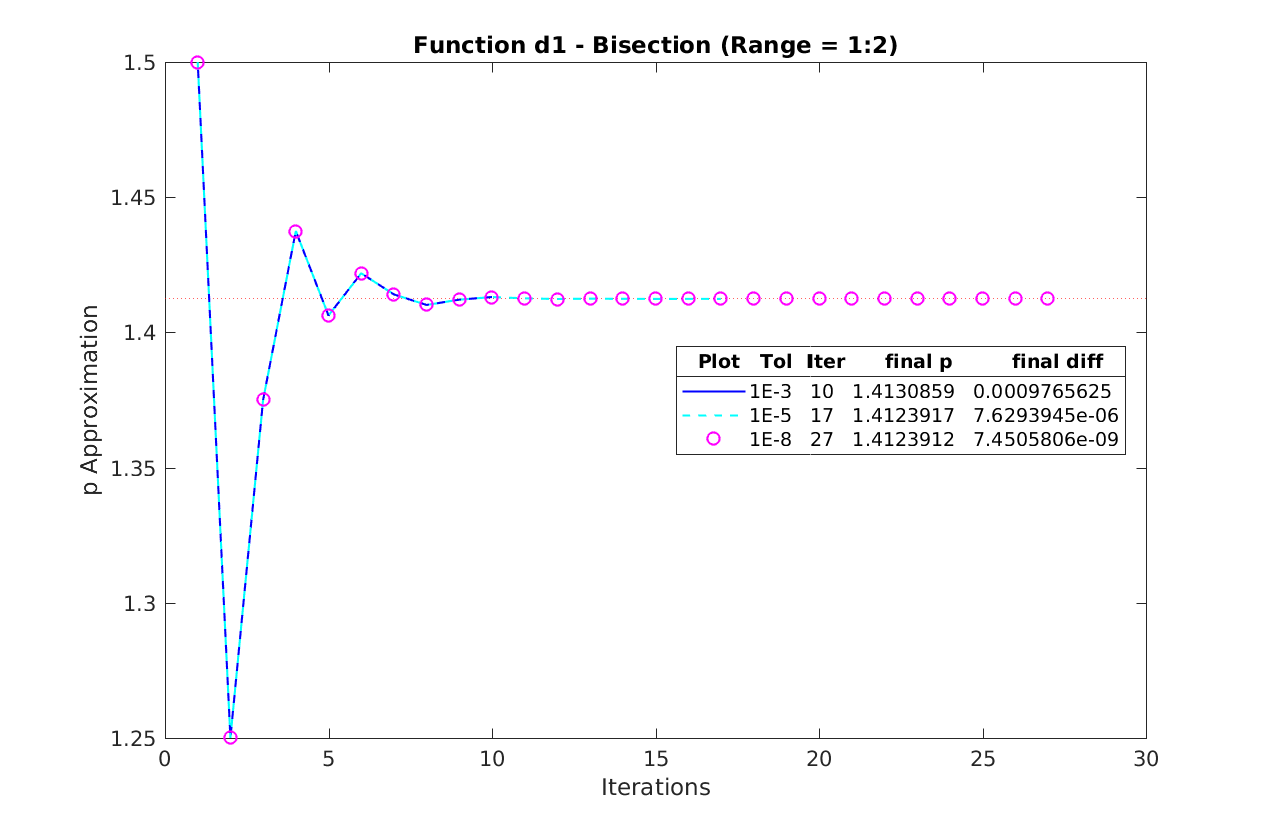 Function d1 - Bisection (Range = 1:2)
1.5
1.45
1.4
1.35
1.3
1.25
p Approximation
Plot Tol Iter final p final diff
1E-3 10 1.4130859 0.0009765625
1E-5 17 1.4123917 7.6293945e-06
1E-8 27 1.4123912 7.4505806e-09
0 5 10 15 20 25 30
Iterations